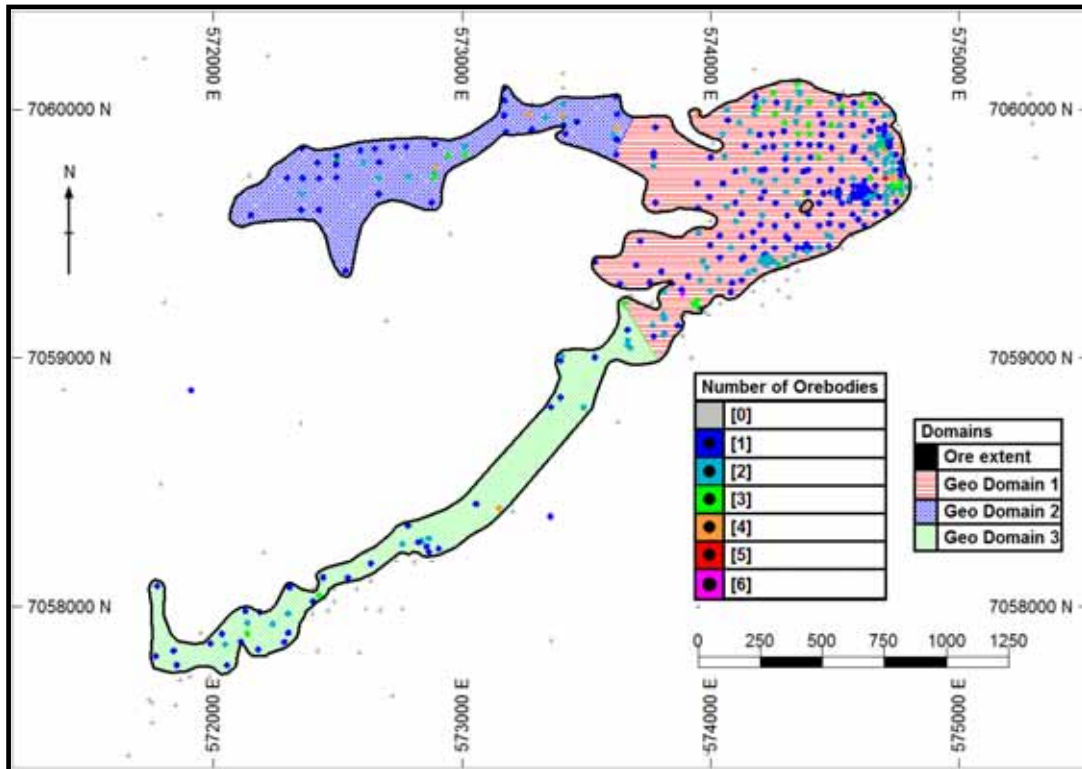 572000 E
573000 E
574000 E
575000 E
7060000 N
7060000 N
N
7059000 N
7059000 N
Number of Orebodies
[0]
[1]
[2]
[3]
[4]
[5]
[6]
Domains
Ore extent
Geo Domain 1
Geo Domain 2
Geo Domain 3
7058000 N
7058000 N
0 250 500 750 1000 1250
572000 E
573000 E
574000 E
575000 E